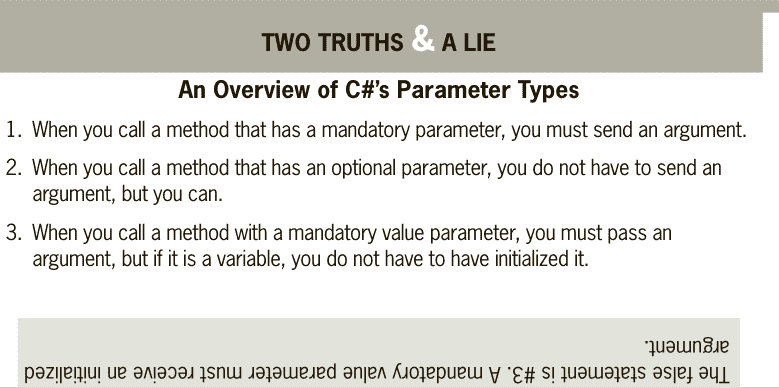 TWO TRUTHS & A LIE
An Overview of C#'s Parameter Types
1. When you call a method that has a mandatory parameter, you must send an argument.
2. When you call a method that has an optional parameter, you do not have to send an
argument, but you can.
3. When you call a method with a mandatory value parameter, you must pass an
argument, but if it is a variable, you do not have to have initialized it.
The false statement is #3. A mandatory value parameter must receive an initialized
argument.